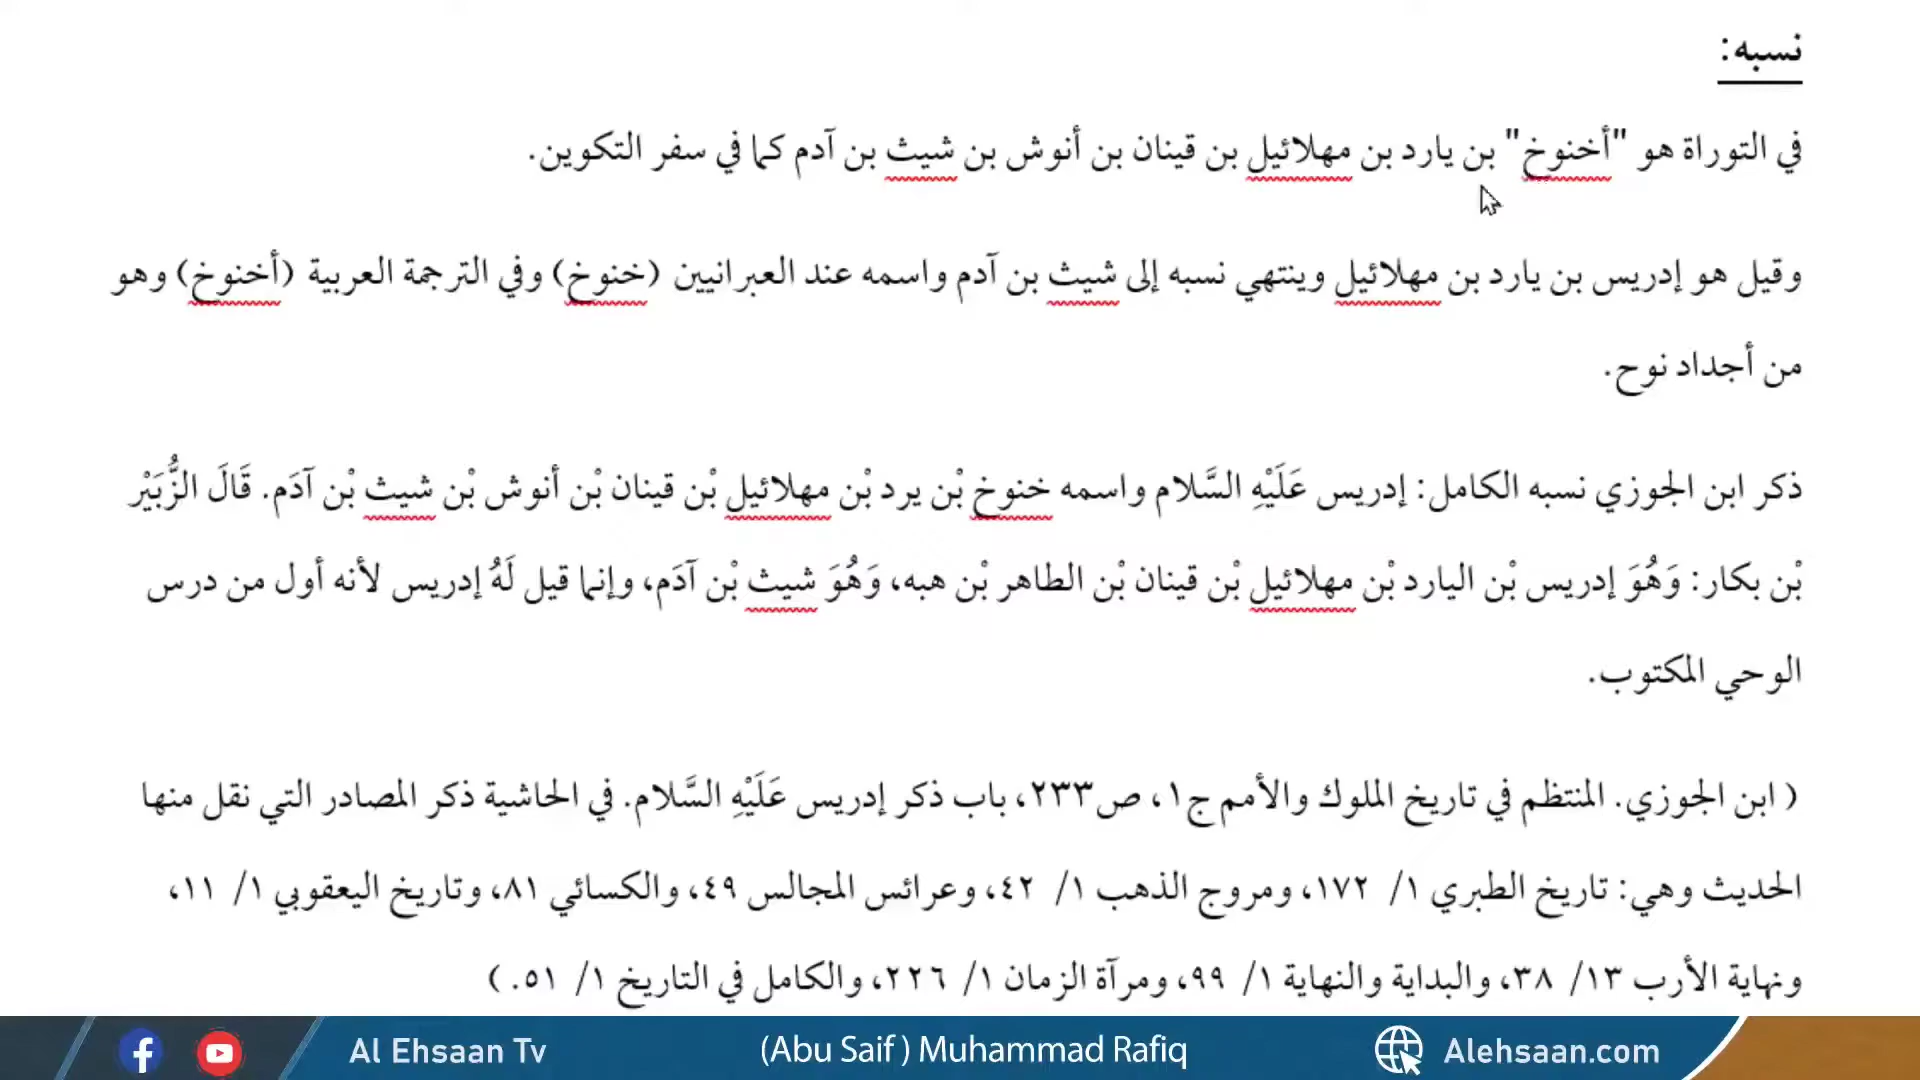 نسبه:
في التوراة هو "أخنوخ" بن يارد بن مهلائيل بن قينان بن أنوش بن شيث بن آدم كما في سفر التكوين.
وقيل هو إدريس بن يارد بن مهلائيل وينتهي نسبه إلى شيث بن آدم واسمه عند العبرانيين (خنوخ) وفي الترجمة العربية (أخنوخ) وهو
من أجداد نوح.
ذكر ابن الجوزي نسبه الكامل: إدريس عَلَيْهِ السَّلام واسمه خنوخ بْن يرد بْن مهلائيل بْن قينان بْن أنوش بْن شيث بْن آدَم. قَالَ الزُّبَيْر
بْن بكار: وَهُوَ إدريس بْن اليارد بْن مهلائيل بْن قينان بْن الطاهر بْن هبه، وَهُوَ شيث بْن آدَم، وإنما قيل لَهُ إدريس لأنه أول من درس
الوحي المكتوب.
( ابن الجوزي. المنتظم في تاريخ الملوك والأمم ج١، ص٢٣٣، باب ذكر إدريس عَلَيْهِ السَّلام. في الحاشية ذكر المصادر التي نقل منها
الحديث وهي: تاريخ الطبري ١/ ١٧٢، ومروج الذهب ١/ ٤٢، وعرائس المجالس ٤٩، والكسائي ٨١، وتاريخ اليعقوبي ١/ ١١،
ونهاية الأرب ١٣/ ٣٨، والبداية والنهاية ١/ ٩٩، ومرآة الزمان ١/ ٢٢٦، والكامل في التاريخ ١/ ٥١. )
Al Ehsaan Tv
(Abu Saif ) Muhammad Rafiq
Alehsaan.com